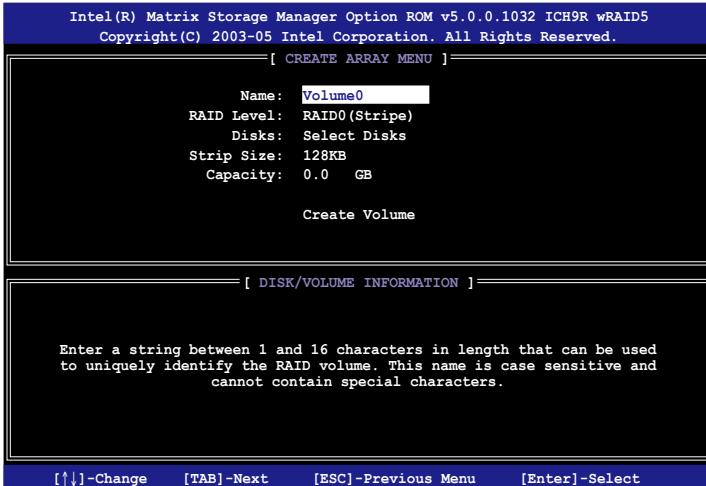 Intel(R) Matrix Storage Manager Option ROM v5.0.0.1032 ICH9R wRAID5
Copyright(C) 2003-05 Intel Corporation. All Rights Reserved.
[ CREATE ARRAY MENU ]
Name: Volume0
RAID Level: RAID0(Stripe)
Disks: Select Disks
Strip Size: 128KB
Capacity: 0.0 GB
Create Volume
[ DISK/VOLUME INFORMATION ]
Enter a string between 1 and 16 characters in length that can be used
to uniquely identify the RAID volume. This name is case sensitive and
cannot contain special characters.
[↑↓]-Change [TAB]-Next [ESC]-Previous Menu [Enter]-Select